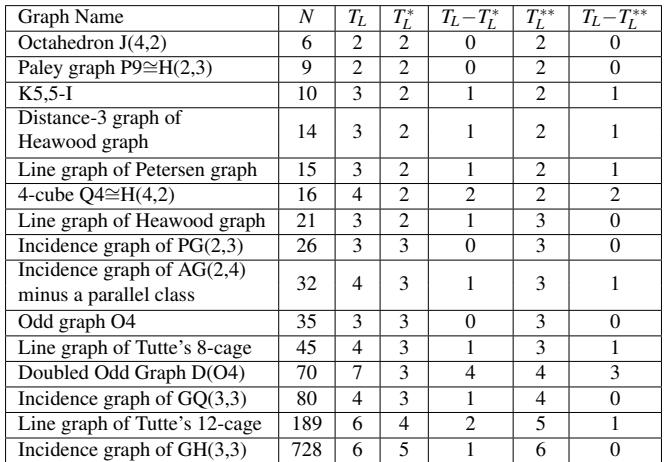 Graph Name N T_L T*_L T_L−T*_L T**_L T_L−T**_L
Octahedron J(4,2) 6 2 2 0 2 0
Paley graph P9≅H(2,3) 9 2 2 0 2 0
K5,5-I 10 3 2 1 2 1
Distance-3 graph of
Heawood graph 14 3 2 1 2 1
Line graph of Petersen graph 15 3 2 1 2 1
4-cube Q4≅H(4,2) 16 4 2 2 2 2
Line graph of Heawood graph 21 3 2 1 3 0
Incidence graph of PG(2,3) 26 3 3 0 3 0
Incidence graph of AG(2,4)
minus a parallel class 32 4 3 1 3 1
Odd graph O4 35 3 3 0 3 0
Line graph of Tutte's 8-cage 45 4 3 1 3 1
Doubled Odd Graph D(O4) 70 7 3 4 4 3
Incidence graph of GQ(3,3) 80 4 3 1 4 0
Line graph of Tutte's 12-cage 189 6 4 2 5 1
Incidence graph of GH(3,3) 728 6 5 1 6 0